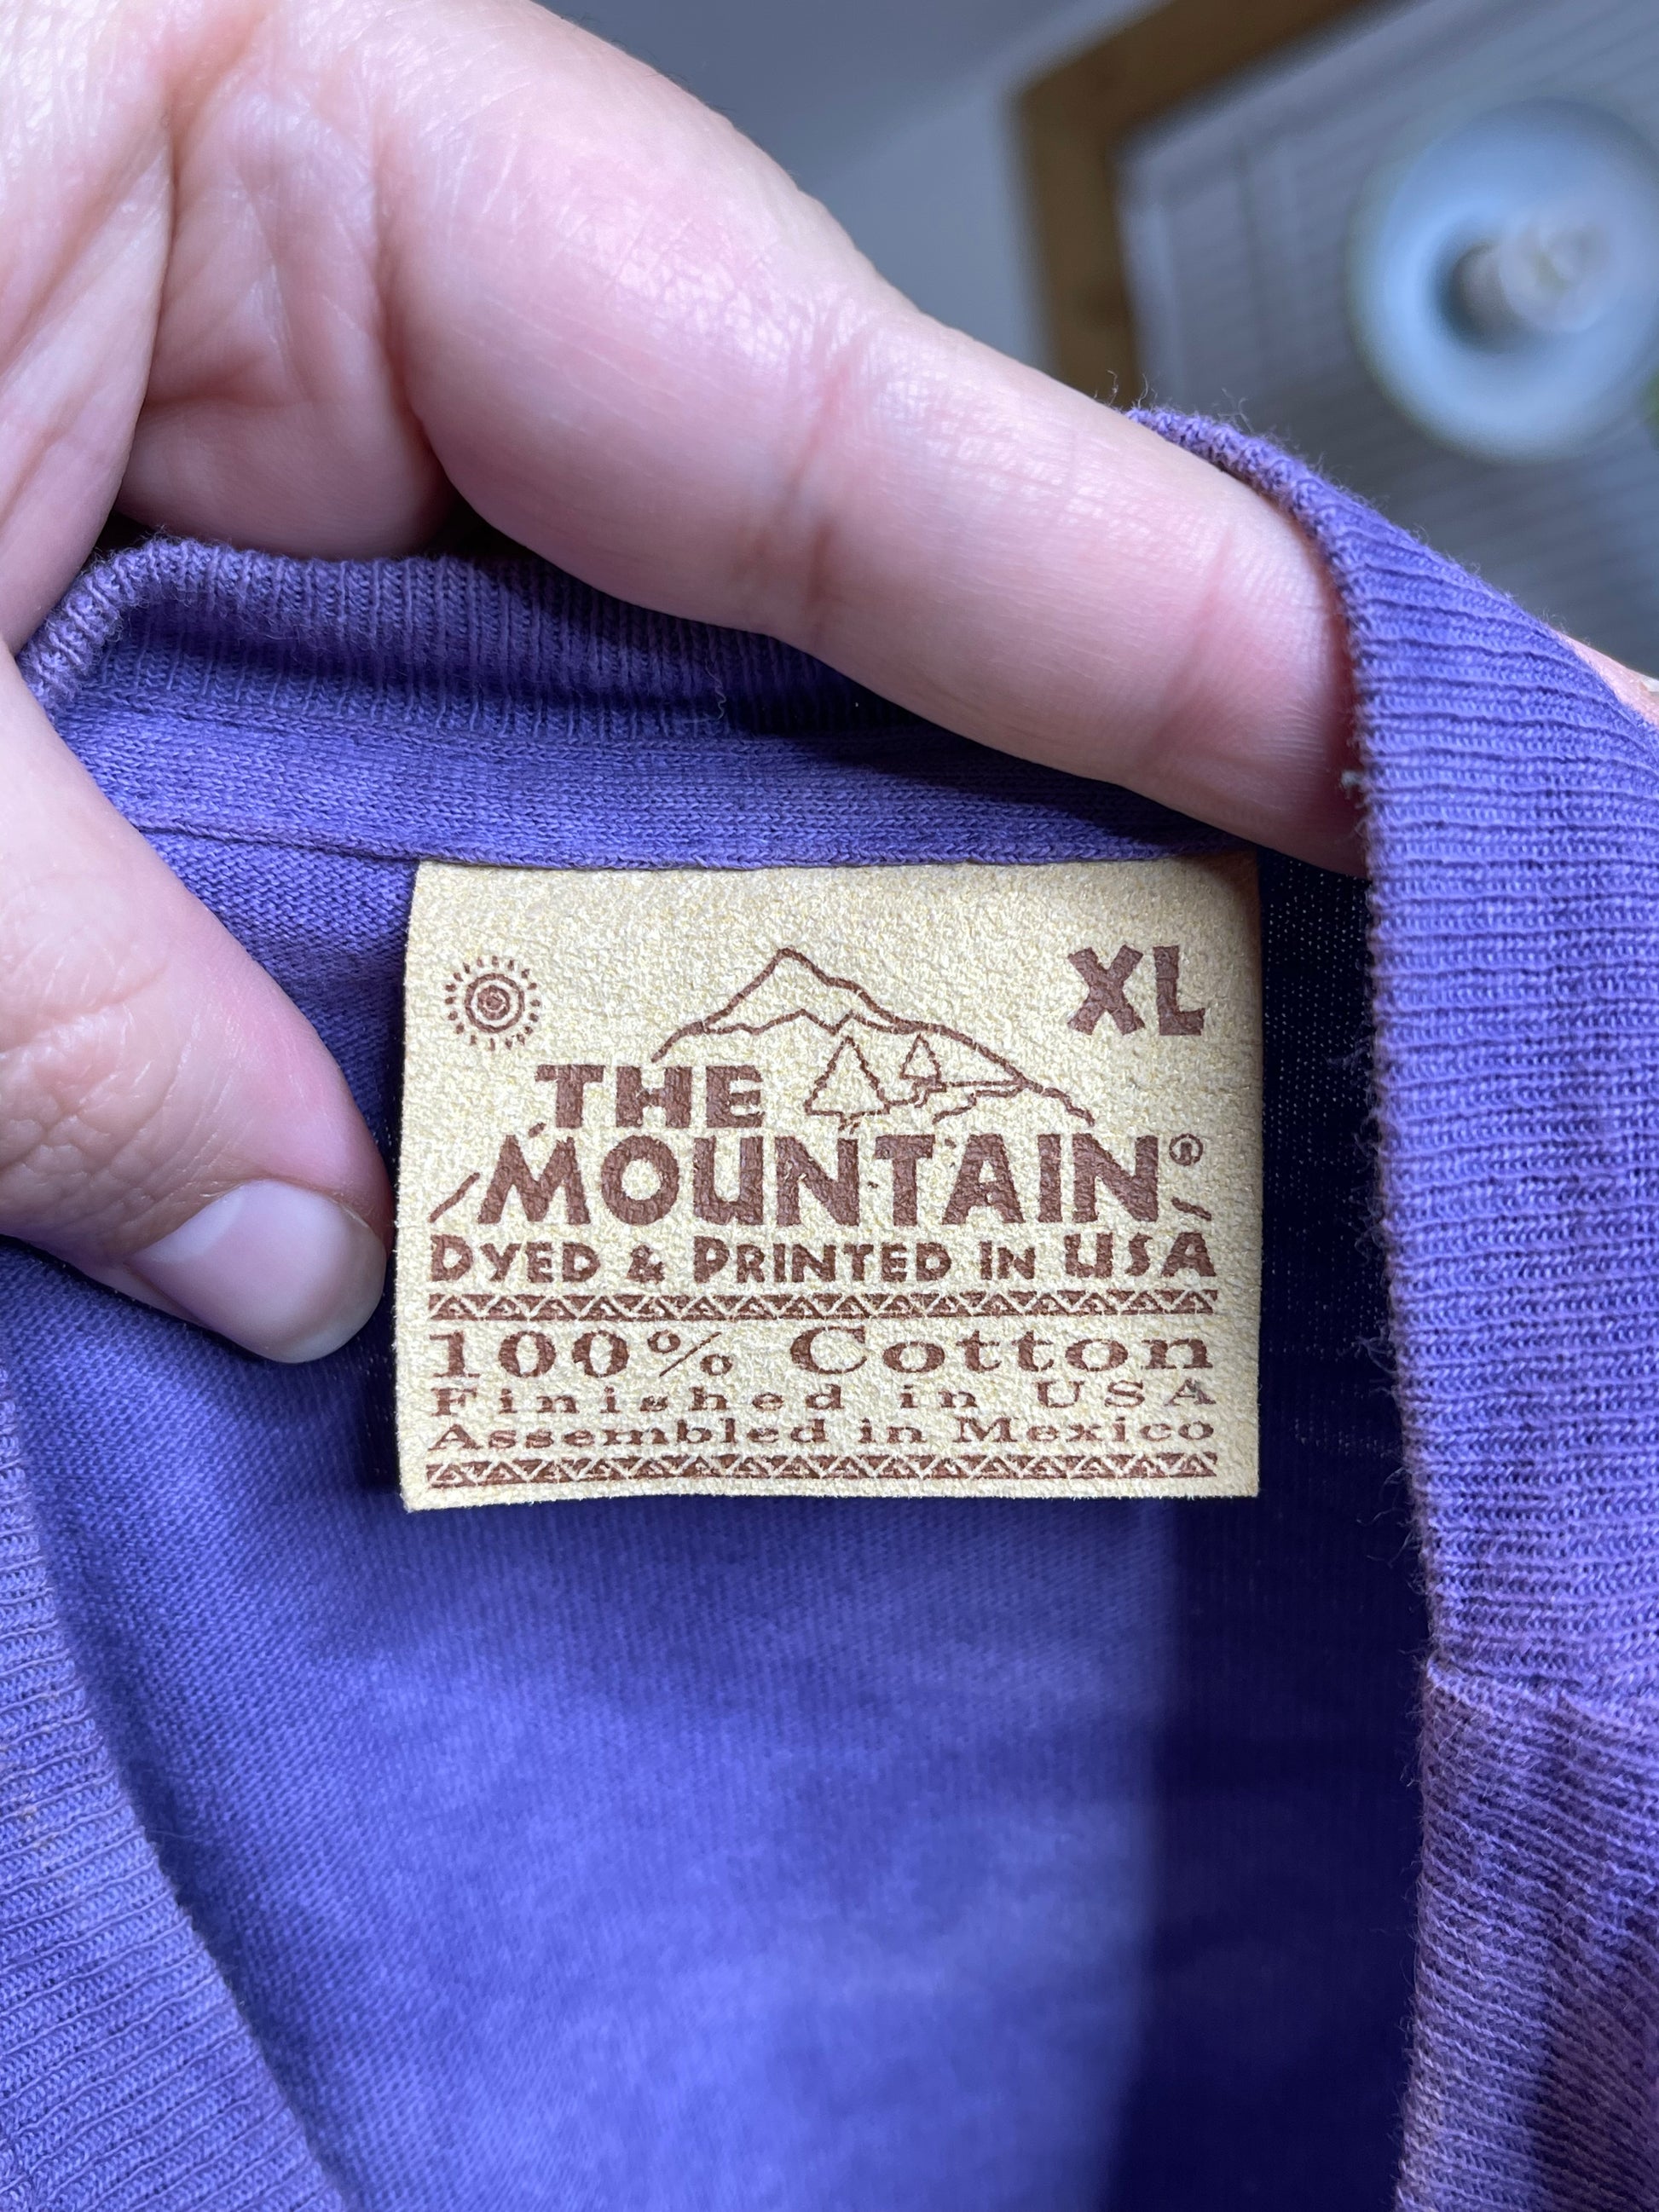 XL
THE
MOUNTAIN®
DYED & PRINTED IN USA
100% Cotton
Finished in USA
Assembled in Mexico